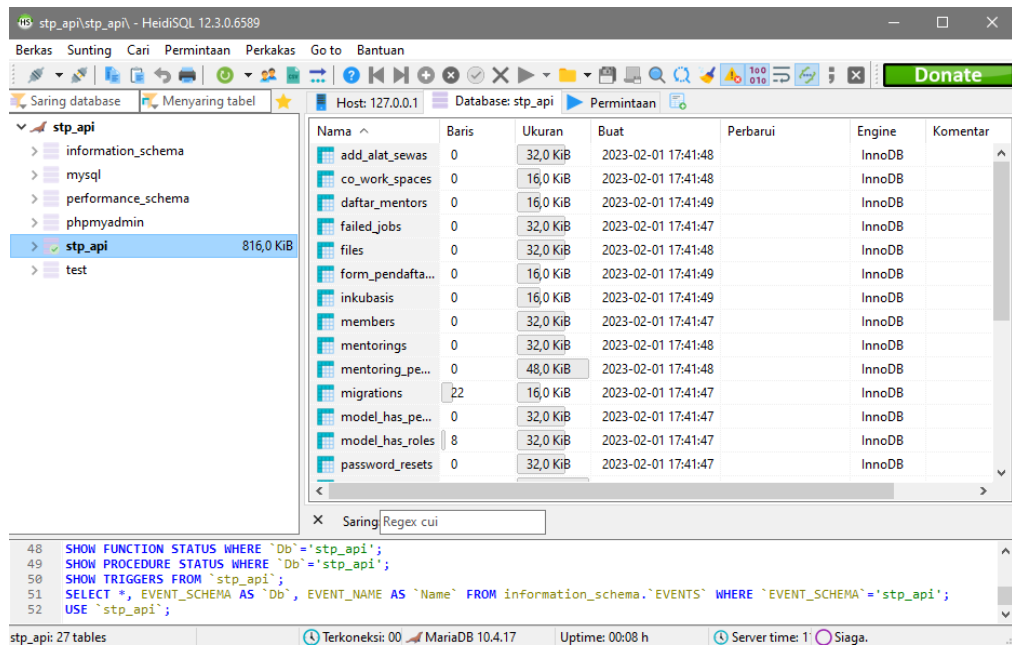 stp_api\stp_api\ - HeidiSQL 12.3.0.6589
Berkas Sunting Cari Permintaan Perkakas Go to Bantuan
Donate
Saring database Menyaring tabel Host: 127.0.0.1 Database: stp_api Permintaan
stp_api
information_schema
mysql
performance_schema
phpmyadmin
stp_api 816,0 KiB
test
Nama Baris Ukuran Buat Perbarui Engine Komentar
add_alat_sewas 0 32,0 KiB 2023-02-01 17:41:48 InnoDB
co_work_spaces 0 16,0 KiB 2023-02-01 17:41:48 InnoDB
daftar_mentors 0 16,0 KiB 2023-02-01 17:41:49 InnoDB
failed_jobs 0 32,0 KiB 2023-02-01 17:41:47 InnoDB
files 0 32,0 KiB 2023-02-01 17:41:48 InnoDB
form_pendafta... 0 16,0 KiB 2023-02-01 17:41:49 InnoDB
inkubasis 0 16,0 KiB 2023-02-01 17:41:49 InnoDB
members 0 32,0 KiB 2023-02-01 17:41:47 InnoDB
mentorings 0 32,0 KiB 2023-02-01 17:41:48 InnoDB
mentoring_pe... 0 48,0 KiB 2023-02-01 17:41:48 InnoDB
migrations 22 16,0 KiB 2023-02-01 17:41:47 InnoDB
model_has_pe... 0 32,0 KiB 2023-02-01 17:41:47 InnoDB
model_has_roles 8 32,0 KiB 2023-02-01 17:41:47 InnoDB
password_resets 0 32,0 KiB 2023-02-01 17:41:47 InnoDB
Saring: Regex cui
48 SHOW FUNCTION STATUS WHERE `Db`='stp_api';
49 SHOW PROCEDURE STATUS WHERE `Db`='stp_api';
50 SHOW TRIGGERS FROM `stp_api`;
51 SELECT *, EVENT_SCHEMA AS `Db`, EVENT_NAME AS `Name` FROM information_schema.`EVENTS` WHERE `EVENT_SCHEMA`='stp_api';
52 USE `stp_api`;
stp_api: 27 tables Terkoneksi: 00 MariaDB 10.4.17 Uptime: 00:08 h Server time: 1 Siaga.